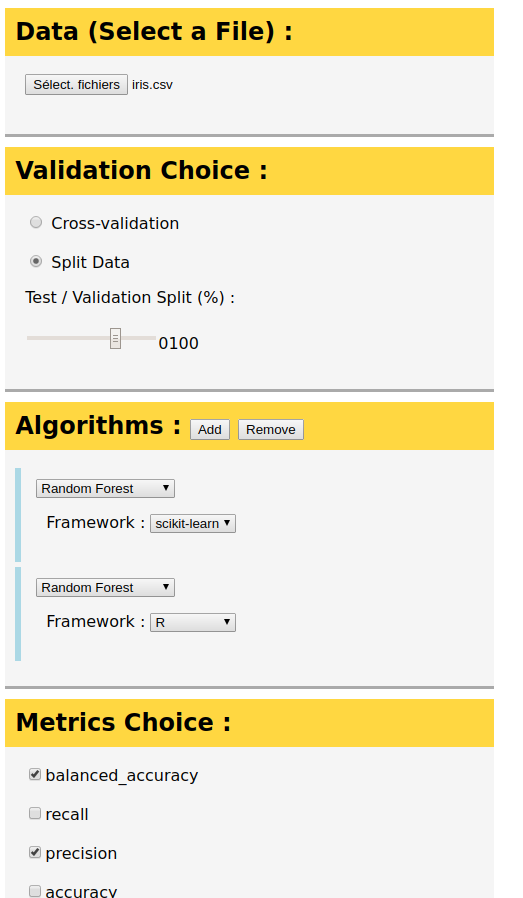 Data (Select a File) :
Sélect. fichiers iris.csv
Validation Choice :
Cross-validation
Split Data
Test / Validation Split (%) :
0100
Algorithms : Add Remove
Random Forest
Framework : scikit-learn
Random Forest
Framework : R
Metrics Choice :
balanced_accuracy
recall
precision
accuracy